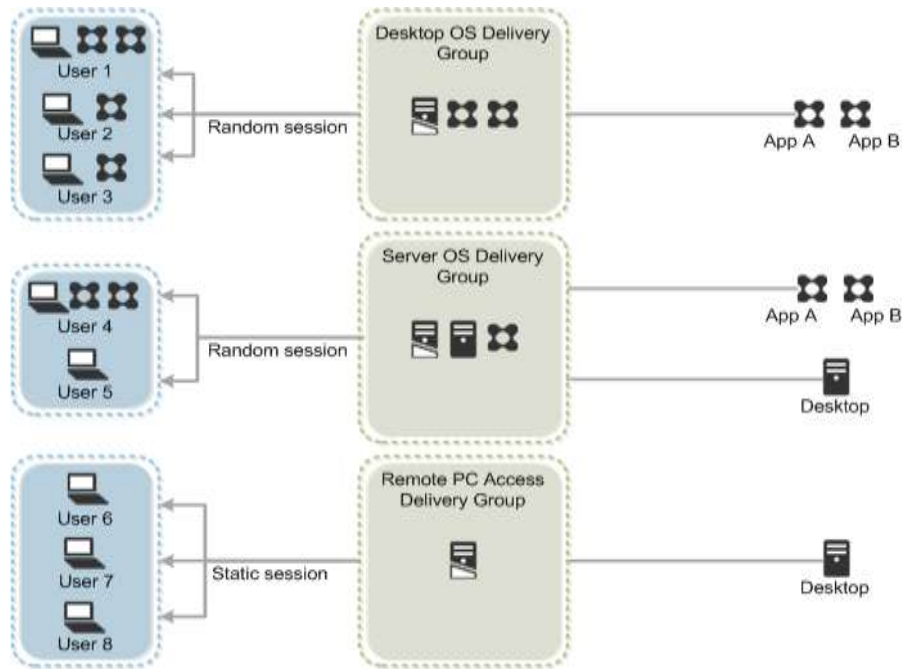 User 1
User 2
User 3
Random session
Desktop OS Delivery
Group
App A
App B
User 4
User 5
Random session
Server OS Delivery
Group
App A
App B
Desktop
User 6
User 7
User 8
Static session
Remote PC Access
Delivery Group
Desktop